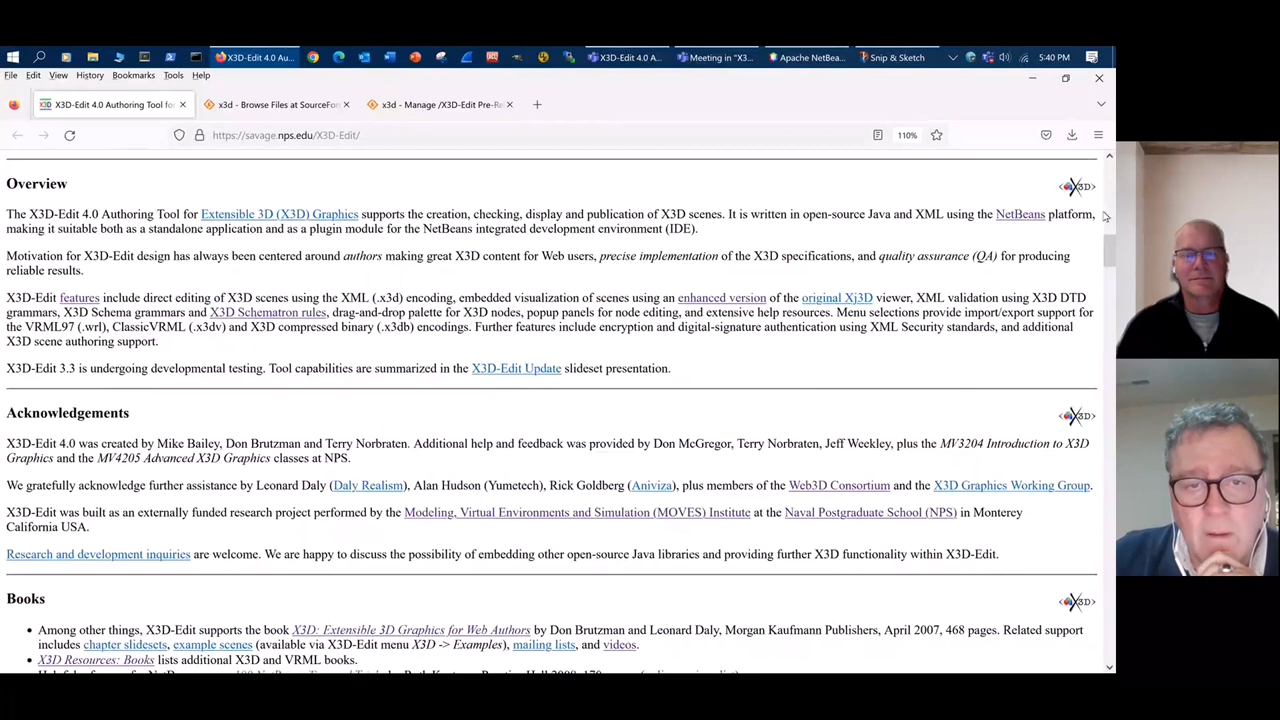 X3D-Edit 4.0 Au...
X3D-Edit 4.0 A...
Meeting in "X3...
Apache NetBea...
Snip & Sketch
5:40 PM
File Edit View History Bookmarks Tools Help
X3D-Edit 4.0 Authoring Tool for
x3d - Browse Files at SourceFor
x3d - Manage /X3D-Edit Pre-Re
https://savage.nps.edu/X3D-Edit/
110%
Overview
X3D
The X3D-Edit 4.0 Authoring Tool for Extensible 3D (X3D) Graphics supports the creation, checking, display and publication of X3D scenes. It is written in open-source Java and XML using the NetBeans platform,
making it suitable both as a standalone application and as a plugin module for the NetBeans integrated development environment (IDE).
Motivation for X3D-Edit design has always been centered around authors making great X3D content for Web users, precise implementation of the X3D specifications, and quality assurance (QA) for producing
reliable results.
X3D-Edit features include direct editing of X3D scenes using the XML (.x3d) encoding, embedded visualization of scenes using an enhanced version of the original Xj3D viewer, XML validation using X3D DTD
grammars, X3D Schema grammars and X3D Schematron rules, drag-and-drop palette for X3D nodes, popup panels for node editing, and extensive help resources. Menu selections provide import/export support for
the VRML97 (.wrl), ClassicVRML (.x3dv) and X3D compressed binary (.x3db) encodings. Further features include encryption and digital-signature authentication using XML Security standards, and additional
X3D scene authoring support.
X3D-Edit 3.3 is undergoing developmental testing. Tool capabilities are summarized in the X3D-Edit Update slideset presentation.
Acknowledgements
X3D
X3D-Edit 4.0 was created by Mike Bailey, Don Brutzman and Terry Norbraten. Additional help and feedback was provided by Don McGregor, Terry Norbraten, Jeff Weekley, plus the MV3204 Introduction to X3D
Graphics and the MV4205 Advanced X3D Graphics classes at NPS.
We gratefully acknowledge further assistance by Leonard Daly (Daly Realism), Alan Hudson (Yumetech), Rick Goldberg (Aniviza), plus members of the Web3D Consortium and the X3D Graphics Working Group.
X3D-Edit was built as an externally funded research project performed by the Modeling, Virtual Environments and Simulation (MOVES) Institute at the Naval Postgraduate School (NPS) in Monterey
California USA.
Research and development inquiries are welcome. We are happy to discuss the possibility of embedding other open-source Java libraries and providing further X3D functionality within X3D-Edit.
Books
X3D
Among other things, X3D-Edit supports the book X3D: Extensible 3D Graphics for Web Authors by Don Brutzman and Leonard Daly, Morgan Kaufmann Publishers, April 2007, 468 pages. Related support
includes chapter slidesets, example scenes (available via X3D-Edit menu X3D -> Examples), mailing lists, and videos.
X3D Resources: Books lists additional X3D and VRML books.